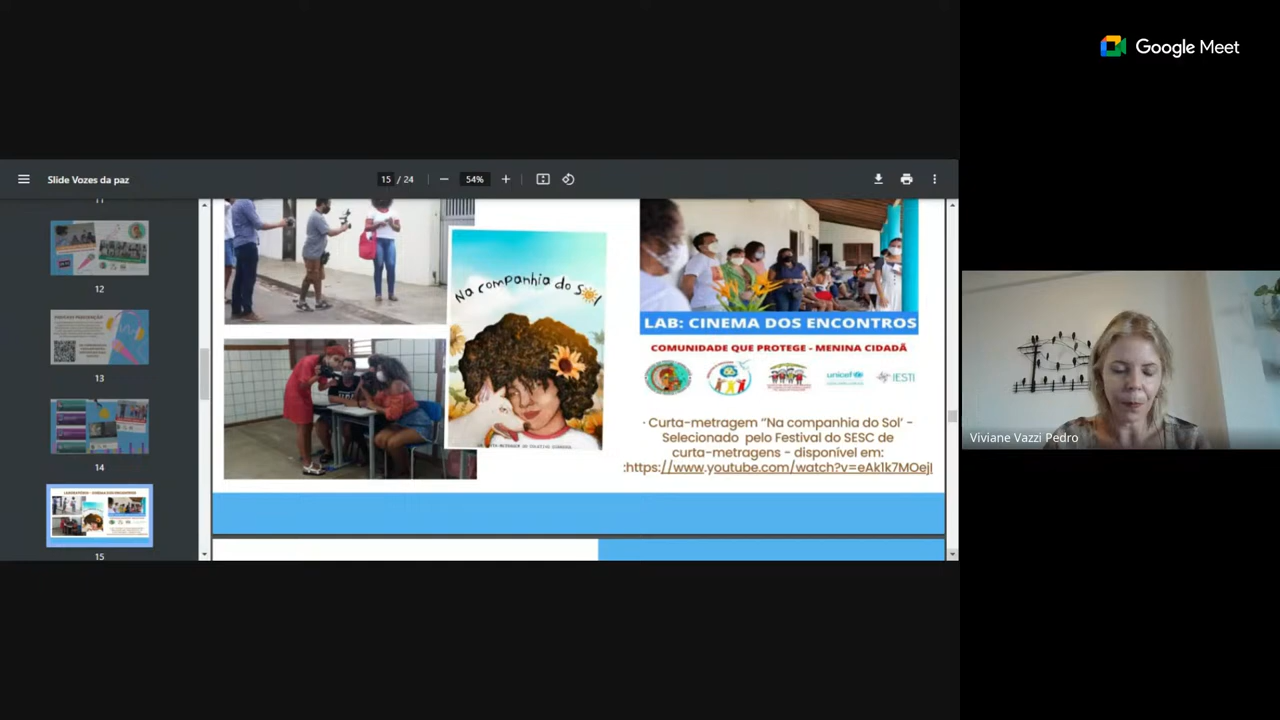 Google Meet
Slide Vozes da paz
15 / 24
54%
12
13
14
15
Na companhia do Sol
LAB: CINEMA DOS ENCONTROS
COMUNIDADE QUE PROTEGE - MENINA CIDADÃ
unicef
IESTI
· Curta-metragem “Na companhia do Sol’ -
Selecionado pelo Festival do SESC de
curta-metragens - disponível em:
:https://www.youtube.com/watch?v=eAk1k7MOejI
Viviane Vazzi Pedro